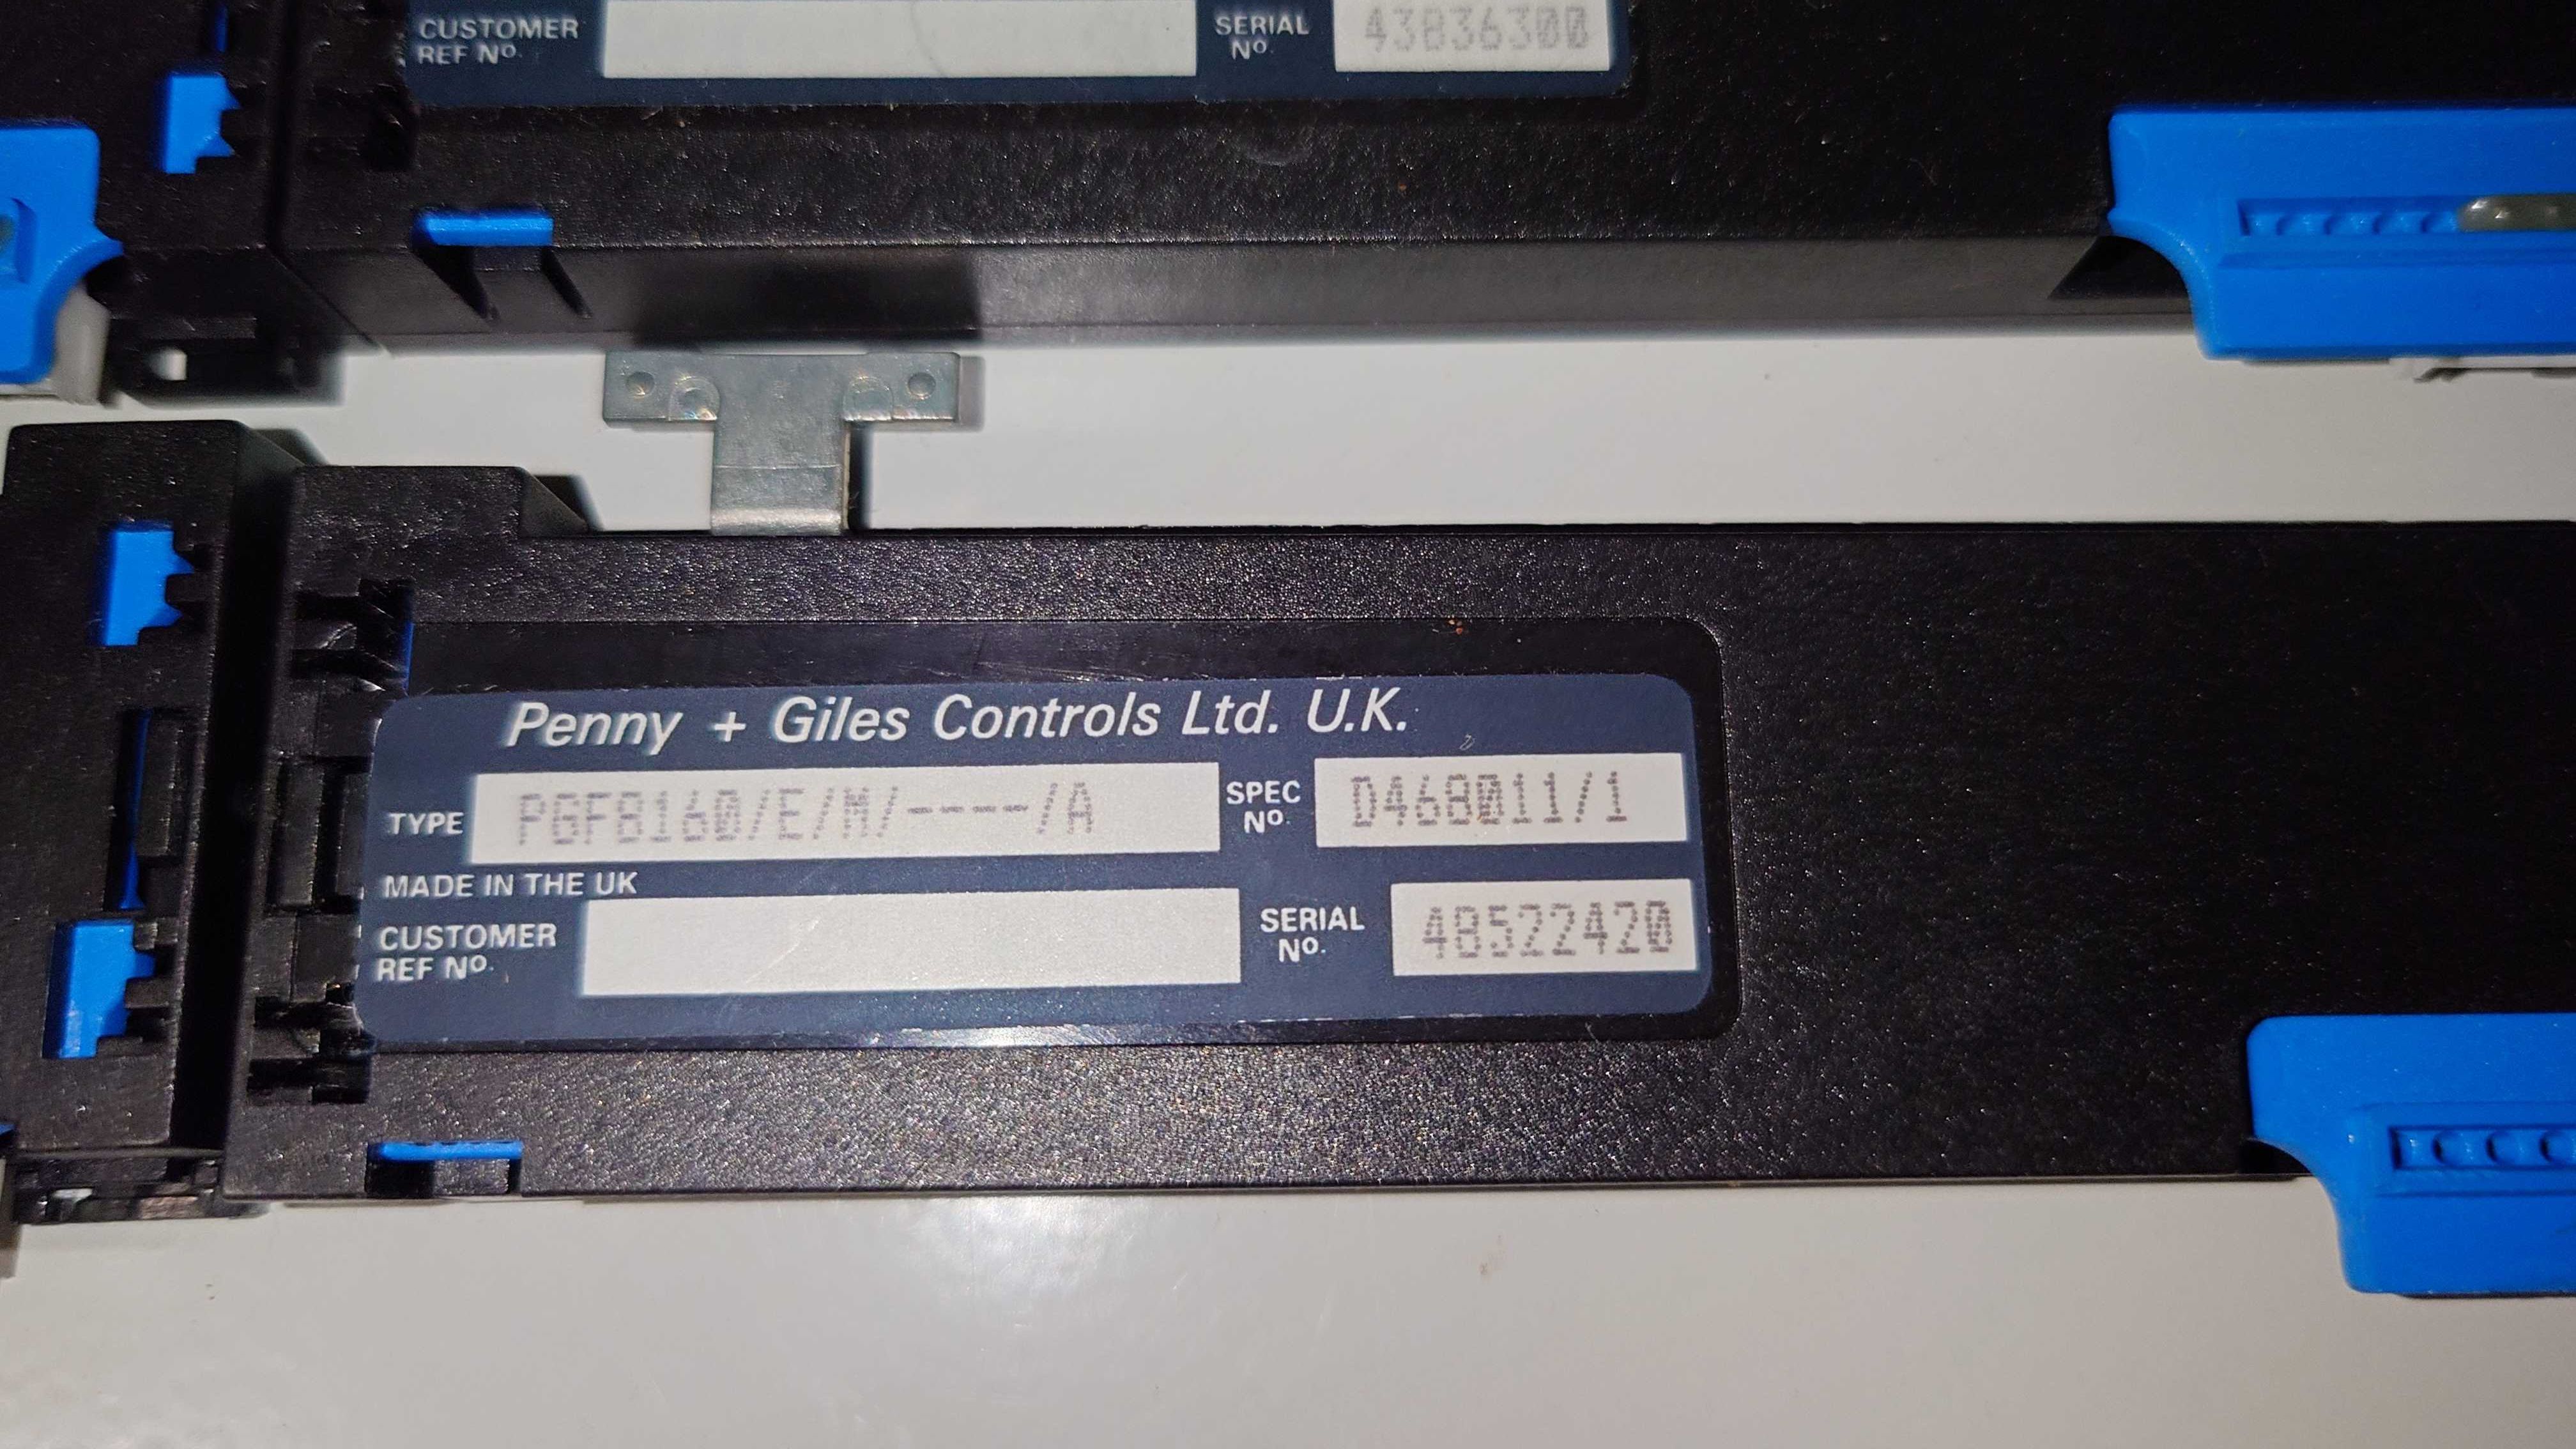 CUSTOMER
REF No.
SERIAL
No.
43836300
Penny + Giles Controls Ltd. U.K.
TYPE
SPEC
No.
D468011/1
MADE IN THE UK
CUSTOMER
REF No.
SERIAL
No.
48522420